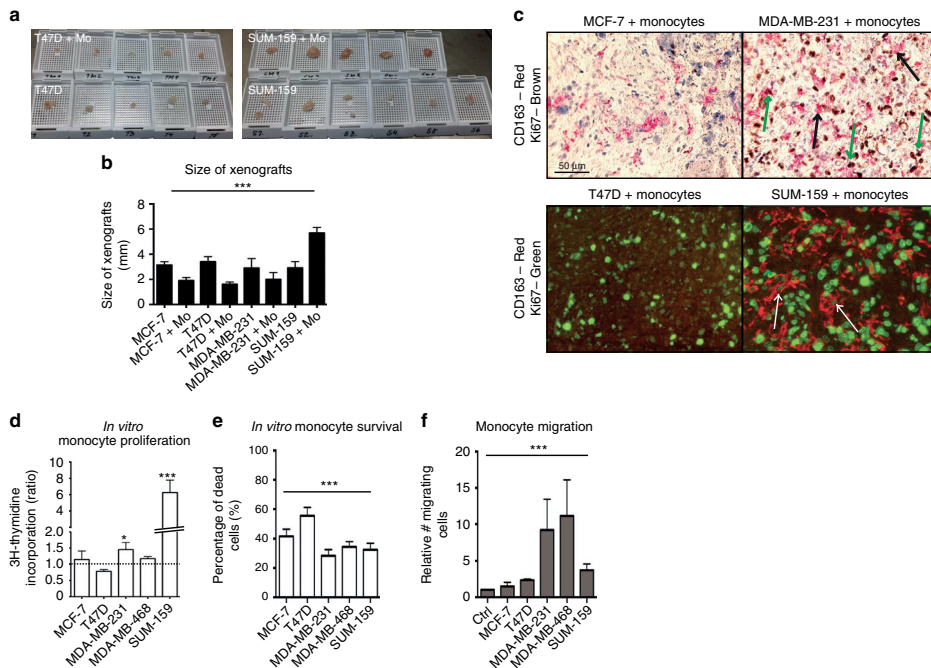 a
T47D + Mo
SUM-159 + Mo
T47D
SUM-159
T2
T3
T4
S2.
S4.
S5
S6
b
Size of xenografts
***
Size of xenografts
(mm)
8
6
4
2
0
MCF-7
MCF-7 + Mo
T47D
T47D + Mo
MDA-MB-231
MDA-MB-231 + Mo
SUM-159
SUM-159 + Mo
c
MCF-7 + monocytes
MDA-MB-231 + monocytes
CD163 – Red
Ki67– Brown
50 μm
T47D + monocytes
SUM-159 + monocytes
CD163 – Red
Ki67– Green
d
In vitro
monocyte proliferation
3H-thymidine
incorporation (ratio)
10
8
6
4
2.0
1.5
1.0
0.5
*
***
MCF-7
T47D
MDA-MB-231
MDA-MB-468
SUM-159
e
In vitro monocyte survival
Percentage of dead
cells (%)
100
80
60
40
20
0
***
MCF-7
T47D
MDA-MB-231
MDA-MB-468
SUM-159
f
Monocyte migration
Relative # migrating
cells
20
15
10
5
0
***
Ctrl
MCF-7
T47D
MDA-MB-231
MDA-MB-468
SUM-159